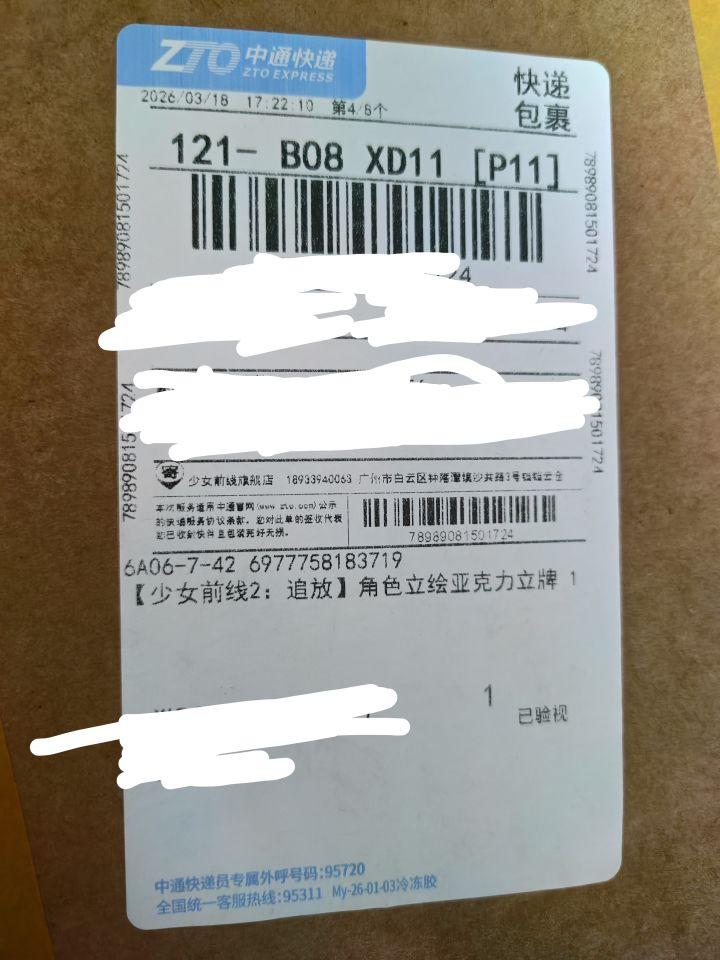 ZTO 中通快递
ZTO EXPRESS
快递
包裹
2026/03/18 17:22:10 第4/6个
121- B08 XD11 [P11]
78989081501724
78989081501724
24
78989081501724
78989081501724
寄
少女前线旗舰店 18933940063 广州市白云区钟落潭镇沙其路3号
本次服务适用中通官网(www.zto.com)公示
的快递服务协议条款。您对此单的签收代表
您已收到快件且包装完好无损。
78989081501724
6A06-7-42 6977758183719
【少女前线2：追放】角色立绘亚克力立牌 1
1
已验视
中通快递员专属外呼号码:95720
全国统一客服热线:95311 My-26-01-03冷冻胶